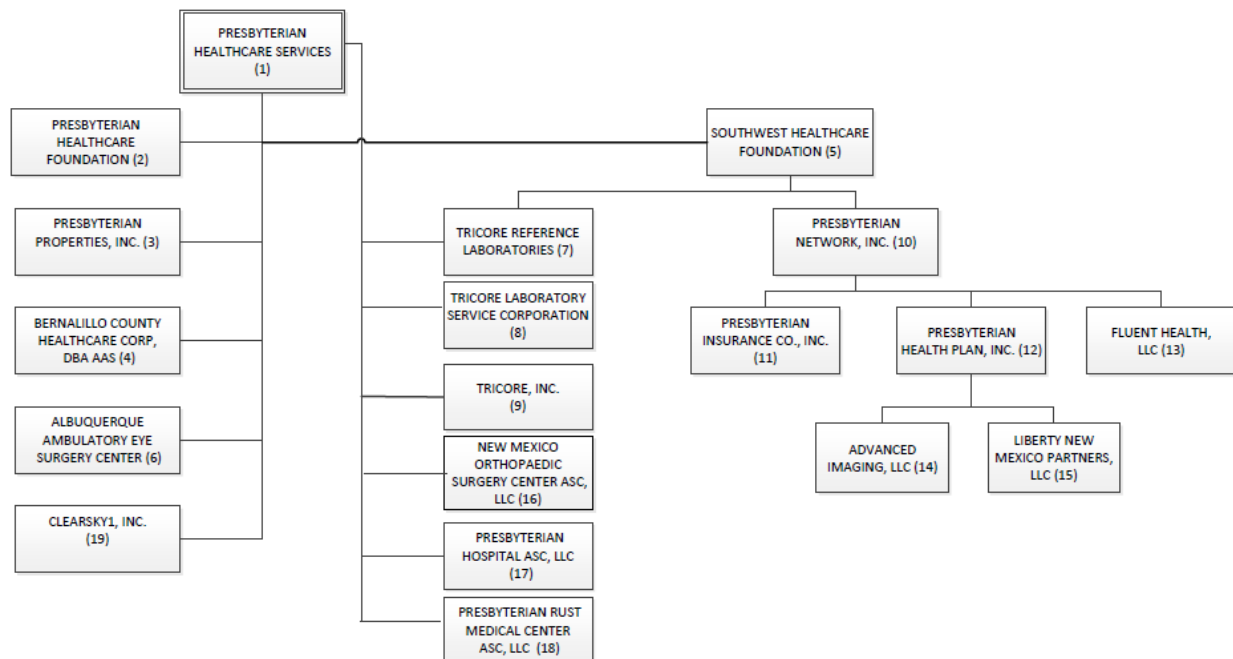 PRESBYTERIAN
HEALTHCARE SERVICES
(1)
PRESBYTERIAN
HEALTHCARE
FOUNDATION (2)
SOUTHWEST HEALTHCARE
FOUNDATION (5)
PRESBYTERIAN
PROPERTIES, INC. (3)
TRICORE REFERENCE
LABORATORIES (7)
PRESBYTERIAN
NETWORK, INC. (10)
BERNALILLO COUNTY
HEALTHCARE CORP,
DBA AAS (4)
TRICORE LABORATORY
SERVICE CORPORATION
(8)
PRESBYTERIAN
INSURANCE CO., INC.
(11)
PRESBYTERIAN
HEALTH PLAN, INC. (12)
FLUENT HEALTH,
LLC (13)
ALBUQUERQUE
AMBULATORY EYE
SURGERY CENTER (6)
TRICORE, INC.
(9)
NEW MEXICO
ORTHOPAEDIC
SURGERY CENTER ASC,
LLC (16)
ADVANCED
IMAGING, LLC (14)
LIBERTY NEW
MEXICO PARTNERS,
LLC (15)
CLEARSKY1, INC.
(19)
PRESBYTERIAN
HOSPITAL ASC, LLC
(17)
PRESBYTERIAN RUST
MEDICAL CENTER
ASC, LLC (18)